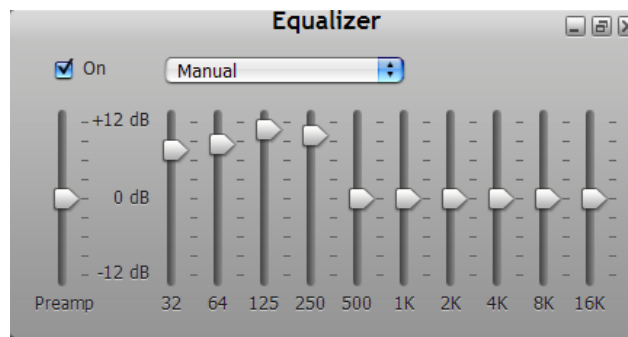 Equalizer
On Manual
+12 dB
0 dB
-12 dB
Preamp 32 64 125 250 500 1K 2K 4K 8K 16K